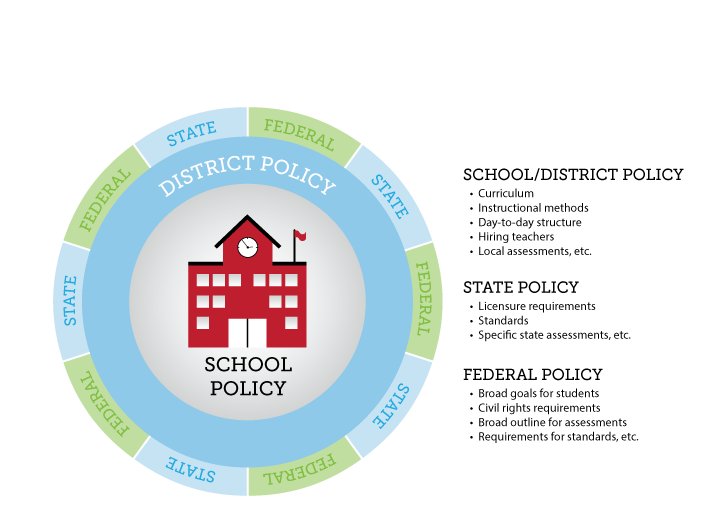 STATE
FEDERAL
STATE
FEDERAL
STATE
FEDERAL
STATE
FEDERAL
STATE
FEDERAL
DISTRICT POLICY
SCHOOL
POLICY
SCHOOL/DISTRICT POLICY
• Curriculum
• Instructional methods
• Day-to-day structure
• Hiring teachers
• Local assessments, etc.
STATE POLICY
• Licensure requirements
• Standards
• Specific state assessments, etc.
FEDERAL POLICY
• Broad goals for students
• Civil rights requirements
• Broad outline for assessments
• Requirements for standards, etc.